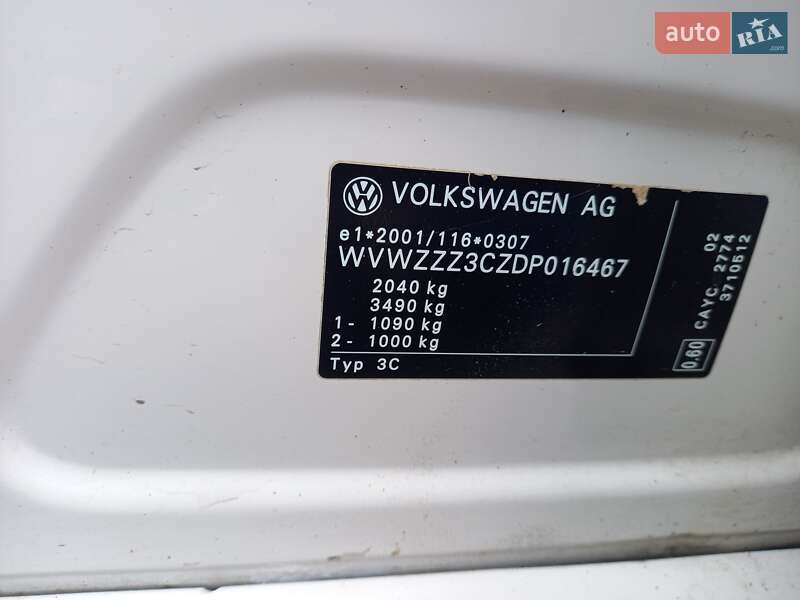 auto RIA .com
VOLKSWAGEN AG
e1*2001/116*0307
WVWZZZ3CZDP016467
2040 kg
3490 kg
1- 1090 kg
2- 1000 kg
Typ 3C
02
CAYC 2774
3710512
0.60